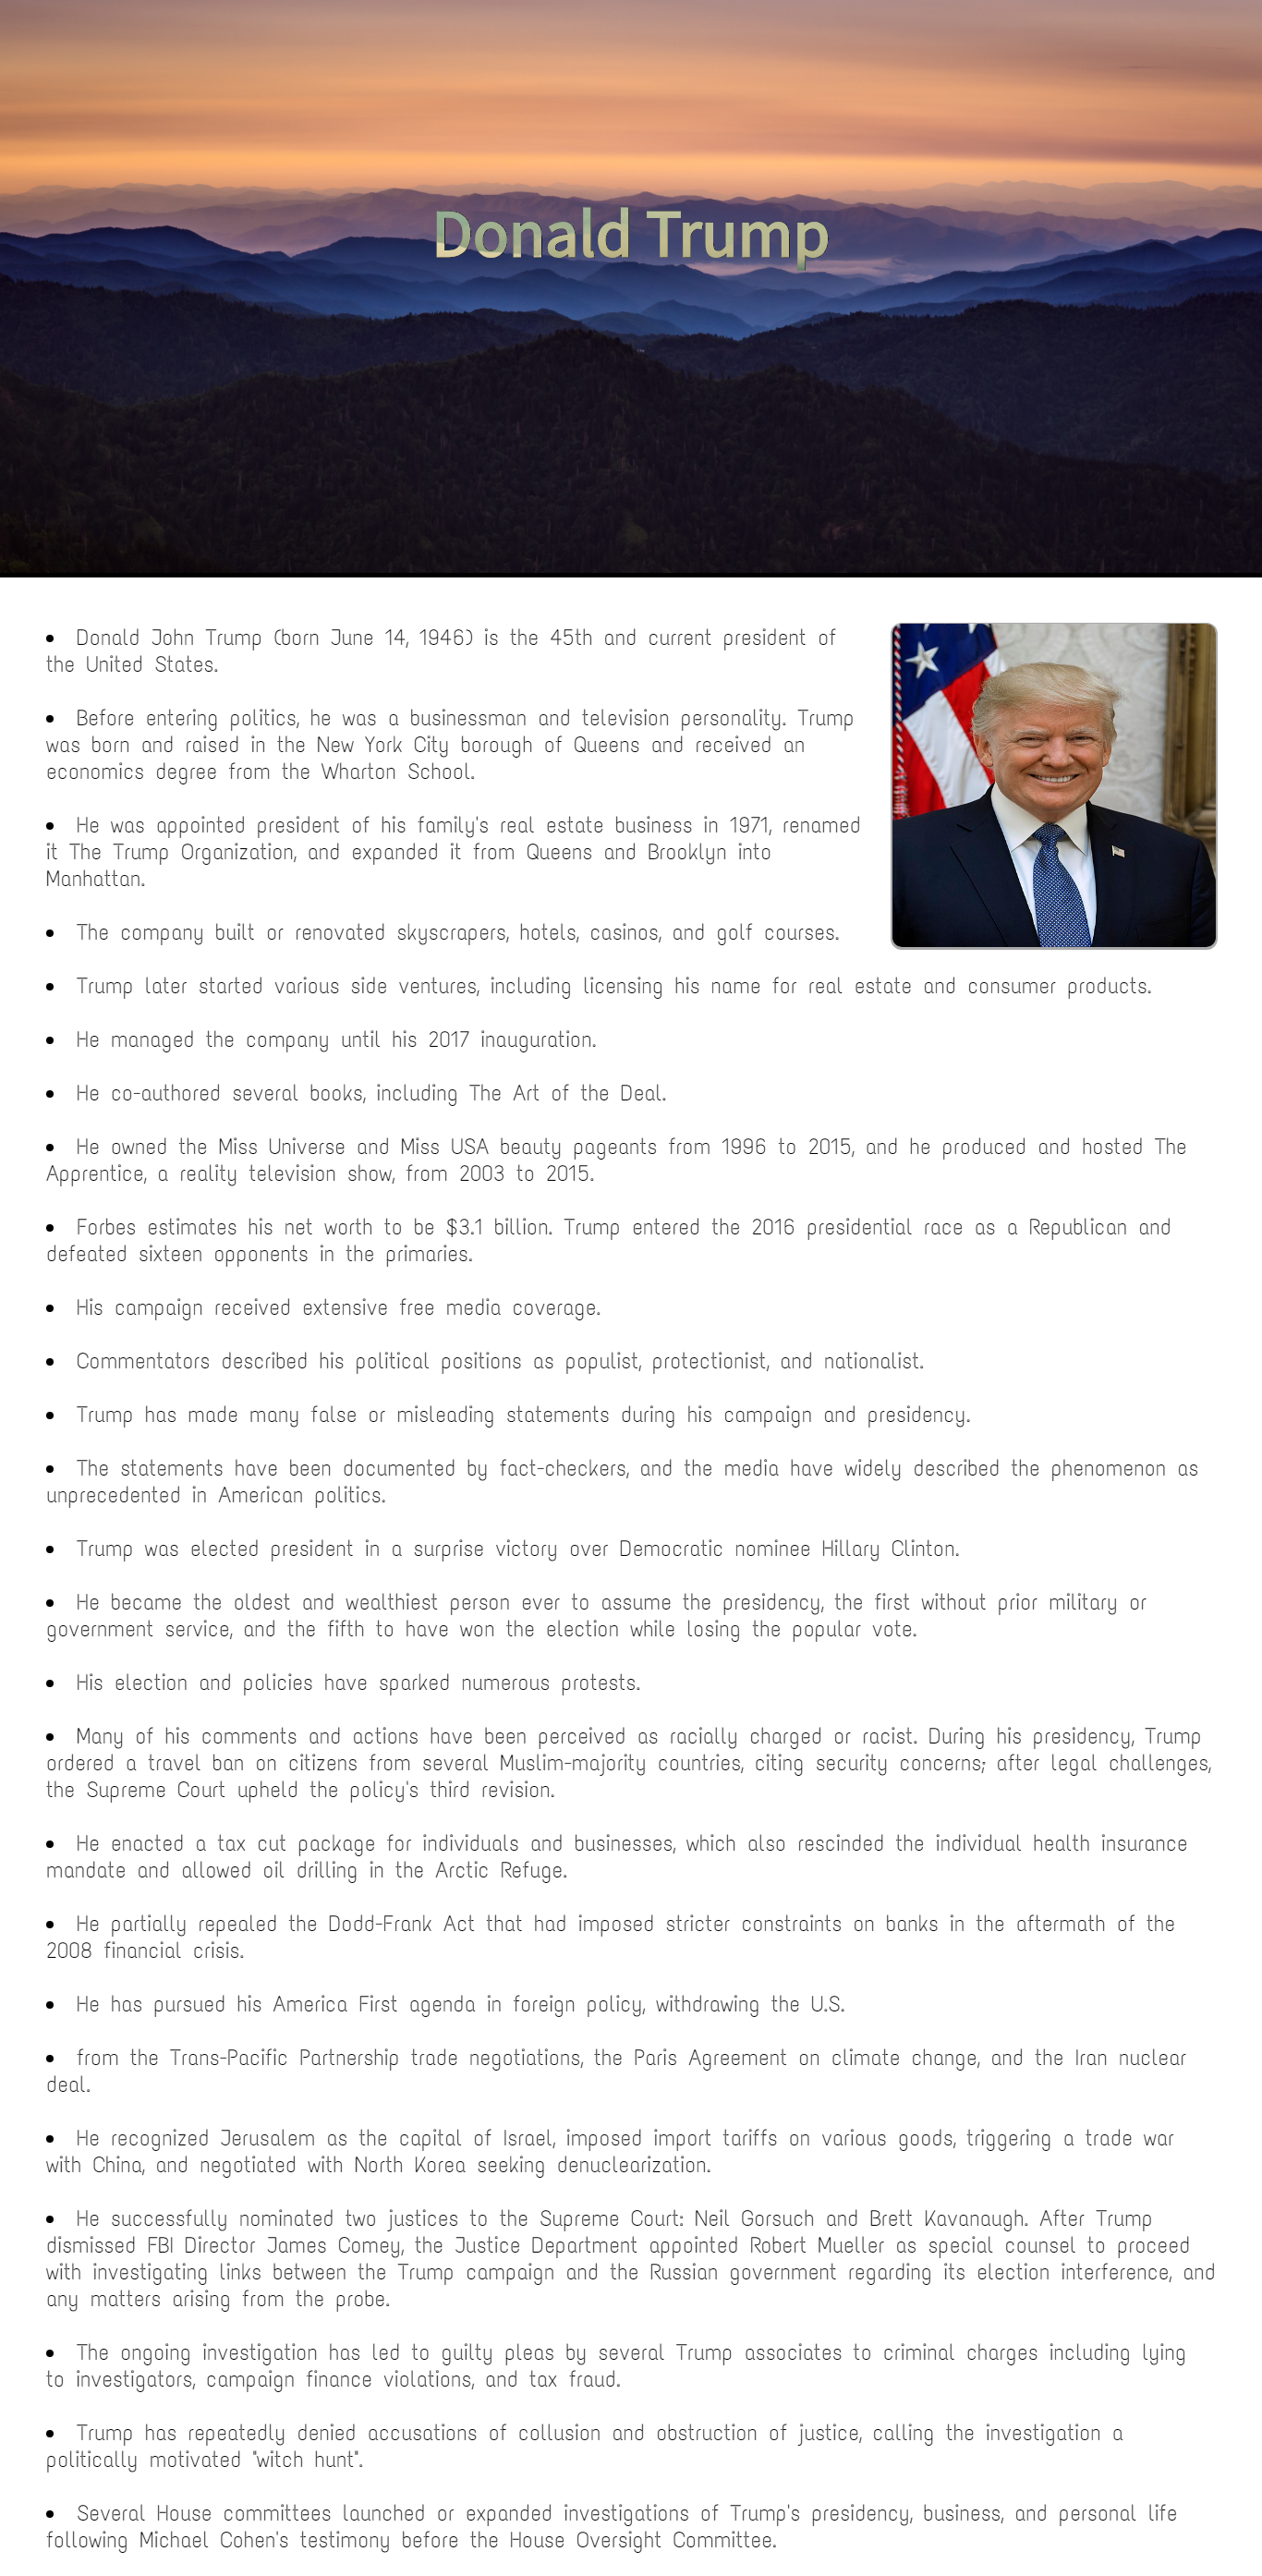 Donald Trump
• Donald John Trump (born June 14, 1946) is the 45th and current president of
the United States.
• Before entering politics, he was a businessman and television personality. Trump
was born and raised in the New York City borough of Queens and received an
economics degree from the Wharton School.
• He was appointed president of his family's real estate business in 1971, renamed
it The Trump Organization, and expanded it from Queens and Brooklyn into
Manhattan.
• The company built or renovated skyscrapers, hotels, casinos, and golf courses.
• Trump later started various side ventures, including licensing his name for real estate and consumer products.
• He managed the company until his 2017 inauguration.
• He co-authored several books, including The Art of the Deal.
• He owned the Miss Universe and Miss USA beauty pageants from 1996 to 2015, and he produced and hosted The
Apprentice, a reality television show, from 2003 to 2015.
• Forbes estimates his net worth to be $3.1 billion. Trump entered the 2016 presidential race as a Republican and
defeated sixteen opponents in the primaries.
• His campaign received extensive free media coverage.
• Commentators described his political positions as populist, protectionist, and nationalist.
• Trump has made many false or misleading statements during his campaign and presidency.
• The statements have been documented by fact-checkers, and the media have widely described the phenomenon as
unprecedented in American politics.
• Trump was elected president in a surprise victory over Democratic nominee Hillary Clinton.
• He became the oldest and wealthiest person ever to assume the presidency, the first without prior military or
government service, and the fifth to have won the election while losing the popular vote.
• His election and policies have sparked numerous protests.
• Many of his comments and actions have been perceived as racially charged or racist. During his presidency, Trump
ordered a travel ban on citizens from several Muslim-majority countries, citing security concerns; after legal challenges,
the Supreme Court upheld the policy's third revision.
• He enacted a tax cut package for individuals and businesses, which also rescinded the individual health insurance
mandate and allowed oil drilling in the Arctic Refuge.
• He partially repealed the Dodd-Frank Act that had imposed stricter constraints on banks in the aftermath of the
2008 financial crisis.
• He has pursued his America First agenda in foreign policy, withdrawing the U.S.
• from the Trans-Pacific Partnership trade negotiations, the Paris Agreement on climate change, and the Iran nuclear
deal.
• He recognized Jerusalem as the capital of Israel, imposed import tariffs on various goods, triggering a trade war
with China, and negotiated with North Korea seeking denuclearization.
• He successfully nominated two justices to the Supreme Court: Neil Gorsuch and Brett Kavanaugh. After Trump
dismissed FBI Director James Comey, the Justice Department appointed Robert Mueller as special counsel to proceed
with investigating links between the Trump campaign and the Russian government regarding its election interference, and
any matters arising from the probe.
• The ongoing investigation has led to guilty pleas by several Trump associates to criminal charges including lying
to investigators, campaign finance violations, and tax fraud.
• Trump has repeatedly denied accusations of collusion and obstruction of justice, calling the investigation a
politically motivated "witch hunt".
• Several House committees launched or expanded investigations of Trump's presidency, business, and personal life
following Michael Cohen's testimony before the House Oversight Committee.